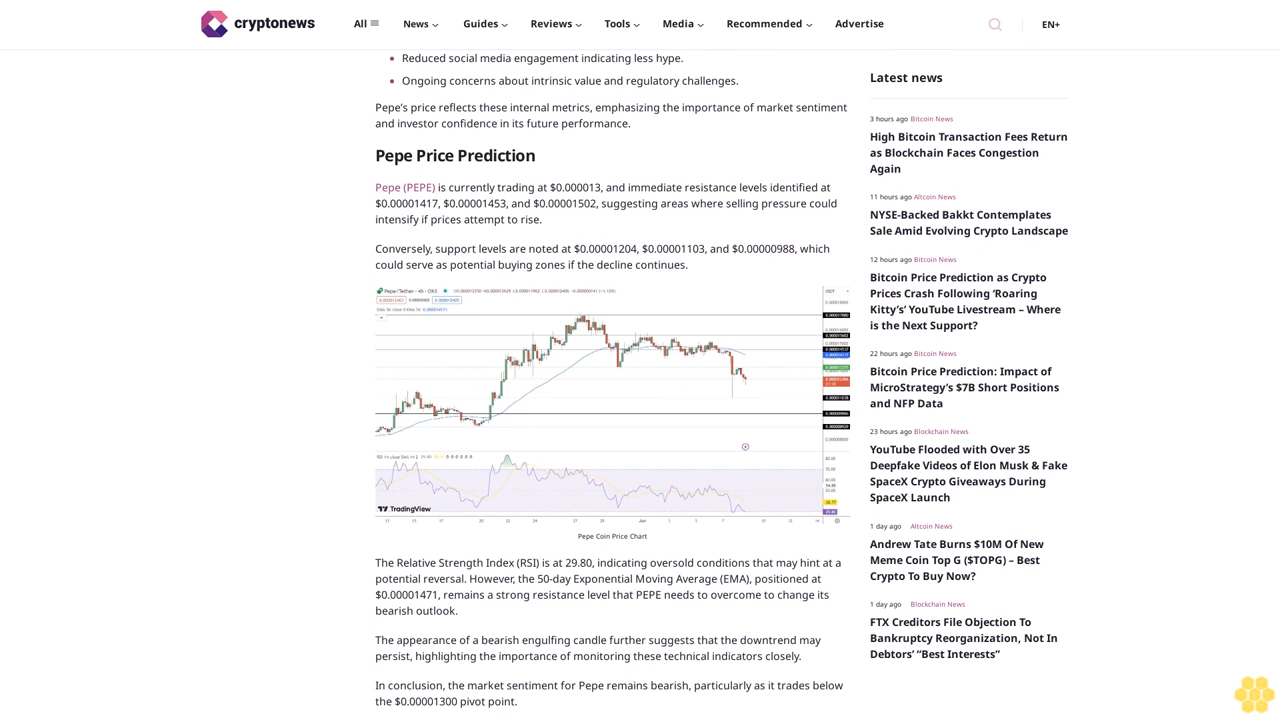 cryptonews
All
News
Guides
Reviews
Tools
Media
Recommended
Advertise
EN+
Reduced social media engagement indicating less hype.
Ongoing concerns about intrinsic value and regulatory challenges.
Pepe’s price reflects these internal metrics, emphasizing the importance of market sentiment
and investor confidence in its future performance.
Pepe Price Prediction
Pepe (PEPE) is currently trading at $0.000013, and immediate resistance levels identified at
$0.00001417, $0.00001453, and $0.00001502, suggesting areas where selling pressure could
intensify if prices attempt to rise.
Conversely, support levels are noted at $0.00001204, $0.00001103, and $0.00000988, which
could serve as potential buying zones if the decline continues.
Pepe/Tether · 4h · OKX
TradingView
Pepe Coin Price Chart
The Relative Strength Index (RSI) is at 29.80, indicating oversold conditions that may hint at a
potential reversal. However, the 50-day Exponential Moving Average (EMA), positioned at
$0.00001471, remains a strong resistance level that PEPE needs to overcome to change its
bearish outlook.
The appearance of a bearish engulfing candle further suggests that the downtrend may
persist, highlighting the importance of monitoring these technical indicators closely.
In conclusion, the market sentiment for Pepe remains bearish, particularly as it trades below
the $0.00001300 pivot point.
Latest news
3 hours ago Bitcoin News
High Bitcoin Transaction Fees Return
as Blockchain Faces Congestion
Again
11 hours ago Altcoin News
NYSE-Backed Bakkt Contemplates
Sale Amid Evolving Crypto Landscape
12 hours ago Bitcoin News
Bitcoin Price Prediction as Crypto
Prices Crash Following ‘Roaring
Kitty’s’ YouTube Livestream – Where
is the Next Support?
22 hours ago Bitcoin News
Bitcoin Price Prediction: Impact of
MicroStrategy’s $7B Short Positions
and NFP Data
23 hours ago Blockchain News
YouTube Flooded with Over 35
Deepfake Videos of Elon Musk & Fake
SpaceX Crypto Giveaways During
SpaceX Launch
1 day ago Altcoin News
Andrew Tate Burns $10M Of New
Meme Coin Top G ($TOPG) – Best
Crypto To Buy Now?
1 day ago Blockchain News
FTX Creditors File Objection To
Bankruptcy Reorganization, Not In
Debtors’ “Best Interests”